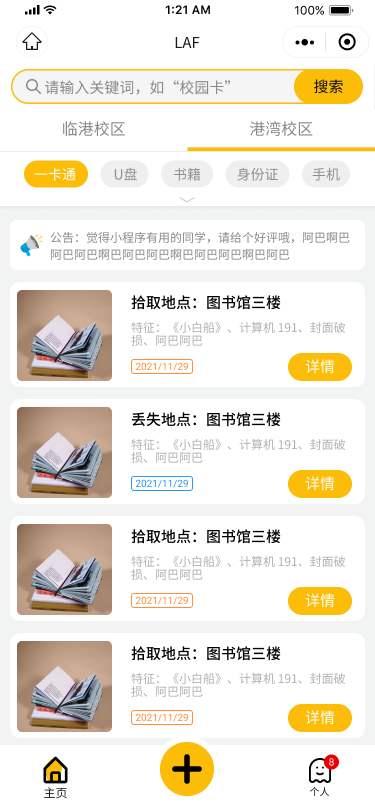 1:21 AM
100%
LAF
请输入关键词，如“校园卡”
搜索
临港校区
港湾校区
一卡通
U盘
书籍
身份证
手机
公告：觉得小程序有用的同学，请给个好评哦，阿巴啊巴
阿巴阿巴啊巴阿巴阿巴啊巴阿巴阿巴啊巴阿巴
拾取地点：图书馆三楼
特征：《小白船》、计算机 191、封面破
损、阿巴阿巴
2021/11/29
详情
丢失地点：图书馆三楼
特征：《小白船》、计算机 191、封面破
损、阿巴阿巴
2021/11/29
详情
拾取地点：图书馆三楼
特征：《小白船》、计算机 191、封面破
损、阿巴阿巴
2021/11/29
详情
拾取地点：图书馆三楼
特征：《小白船》、计算机 191、封面破
损、阿巴阿巴
2021/11/29
详情
主页
8
个人